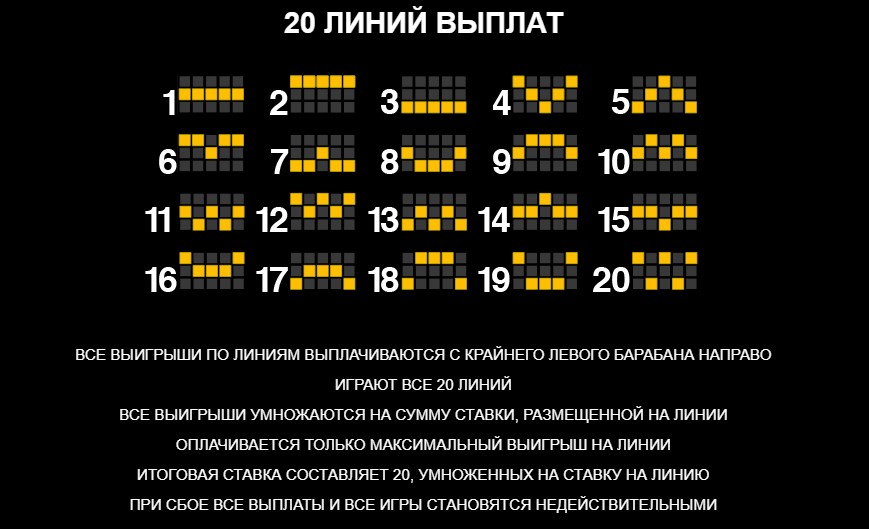 20 ЛИНИЙ ВЫПЛАТ
1 2 3 4 5
6 7 8 9 10
11 12 13 14 15
16 17 18 19 20
ВСЕ ВЫИГРЫШИ ПО ЛИНИЯМ ВЫПЛАЧИВАЮТСЯ С КРАЙНЕГО ЛЕВОГО БАРАБАНА НАПРАВО
ИГРАЮТ ВСЕ 20 ЛИНИЙ
ВСЕ ВЫИГРЫШИ УМНОЖАЮТСЯ НА СУММУ СТАВКИ, РАЗМЕЩЕННОЙ НА ЛИНИИ
ОПЛАЧИВАЕТСЯ ТОЛЬКО МАКСИМАЛЬНЫЙ ВЫИГРЫШ НА ЛИНИИ
ИТОГОВАЯ СТАВКА СОСТАВЛЯЕТ 20, УМНОЖЕННЫХ НА СТАВКУ НА ЛИНИЮ
ПРИ СБОЕ ВСЕ ВЫПЛАТЫ И ВСЕ ИГРЫ СТАНОВЯТСЯ НЕДЕЙСТВИТЕЛЬНЫМИ